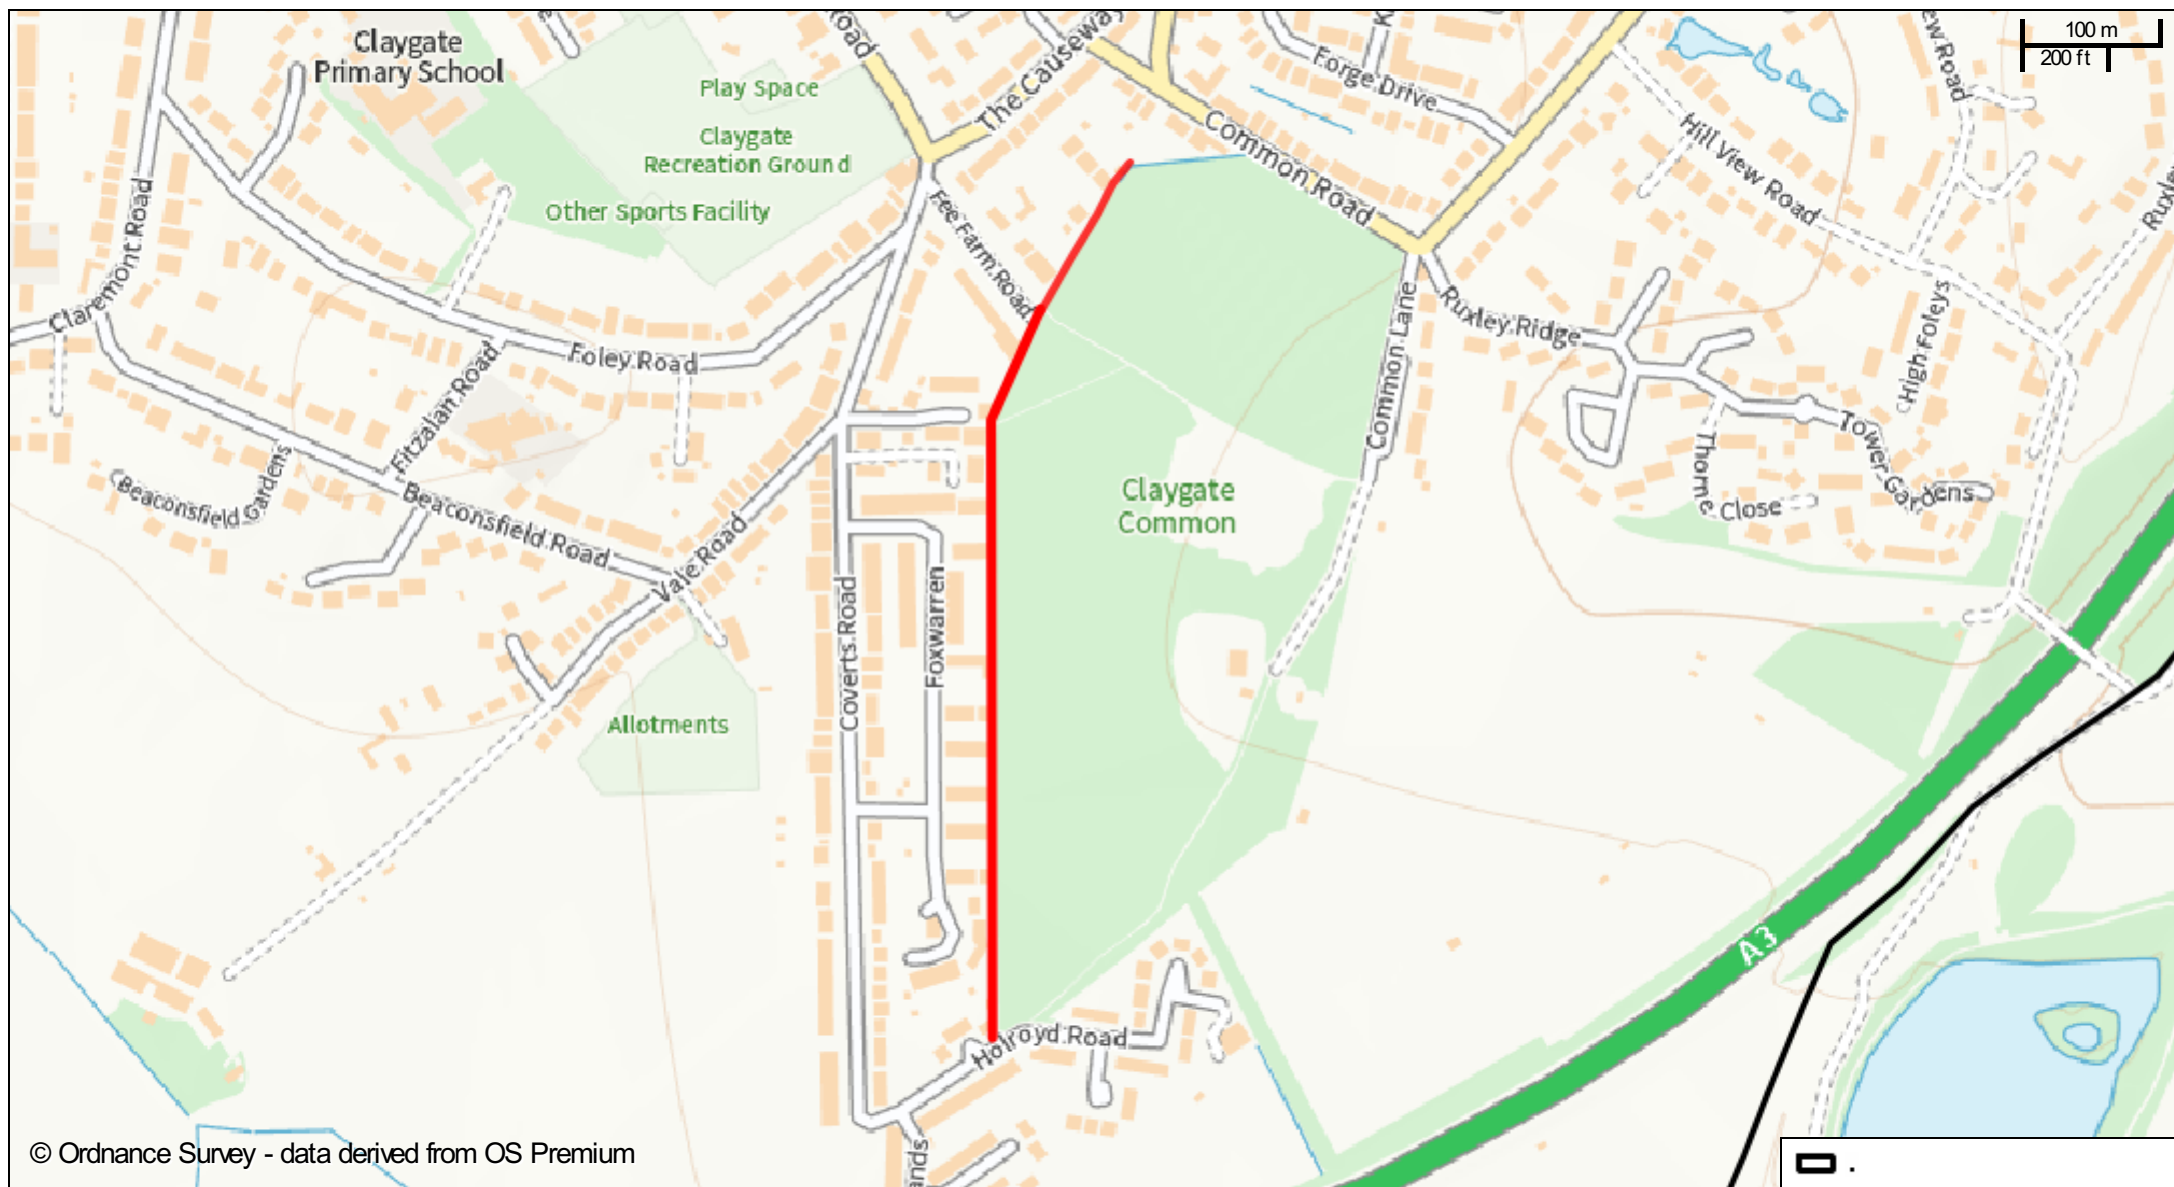 Claygate
Primary School
Road
The Causeway
Play Space
Claygate
Recreation Ground
Other Sports Facility
Forge Drive
Common Road
Hill View Road
100 m
200 ft
Claremont Road
Claremont Road
Fee Farm Road
Foley Road
Fitzalan Road
Beaconsfield Gardens
Beaconsfield Road
Vale Road
Common Lane
Ruxley Ridge
High Foleys
Tower Gardens
Thorne Close
Claygate
Common
Coverts Road
Foxwarren
Allotments
A3
Holroyd Road
© Ordnance Survey - data derived from OS Premium
.